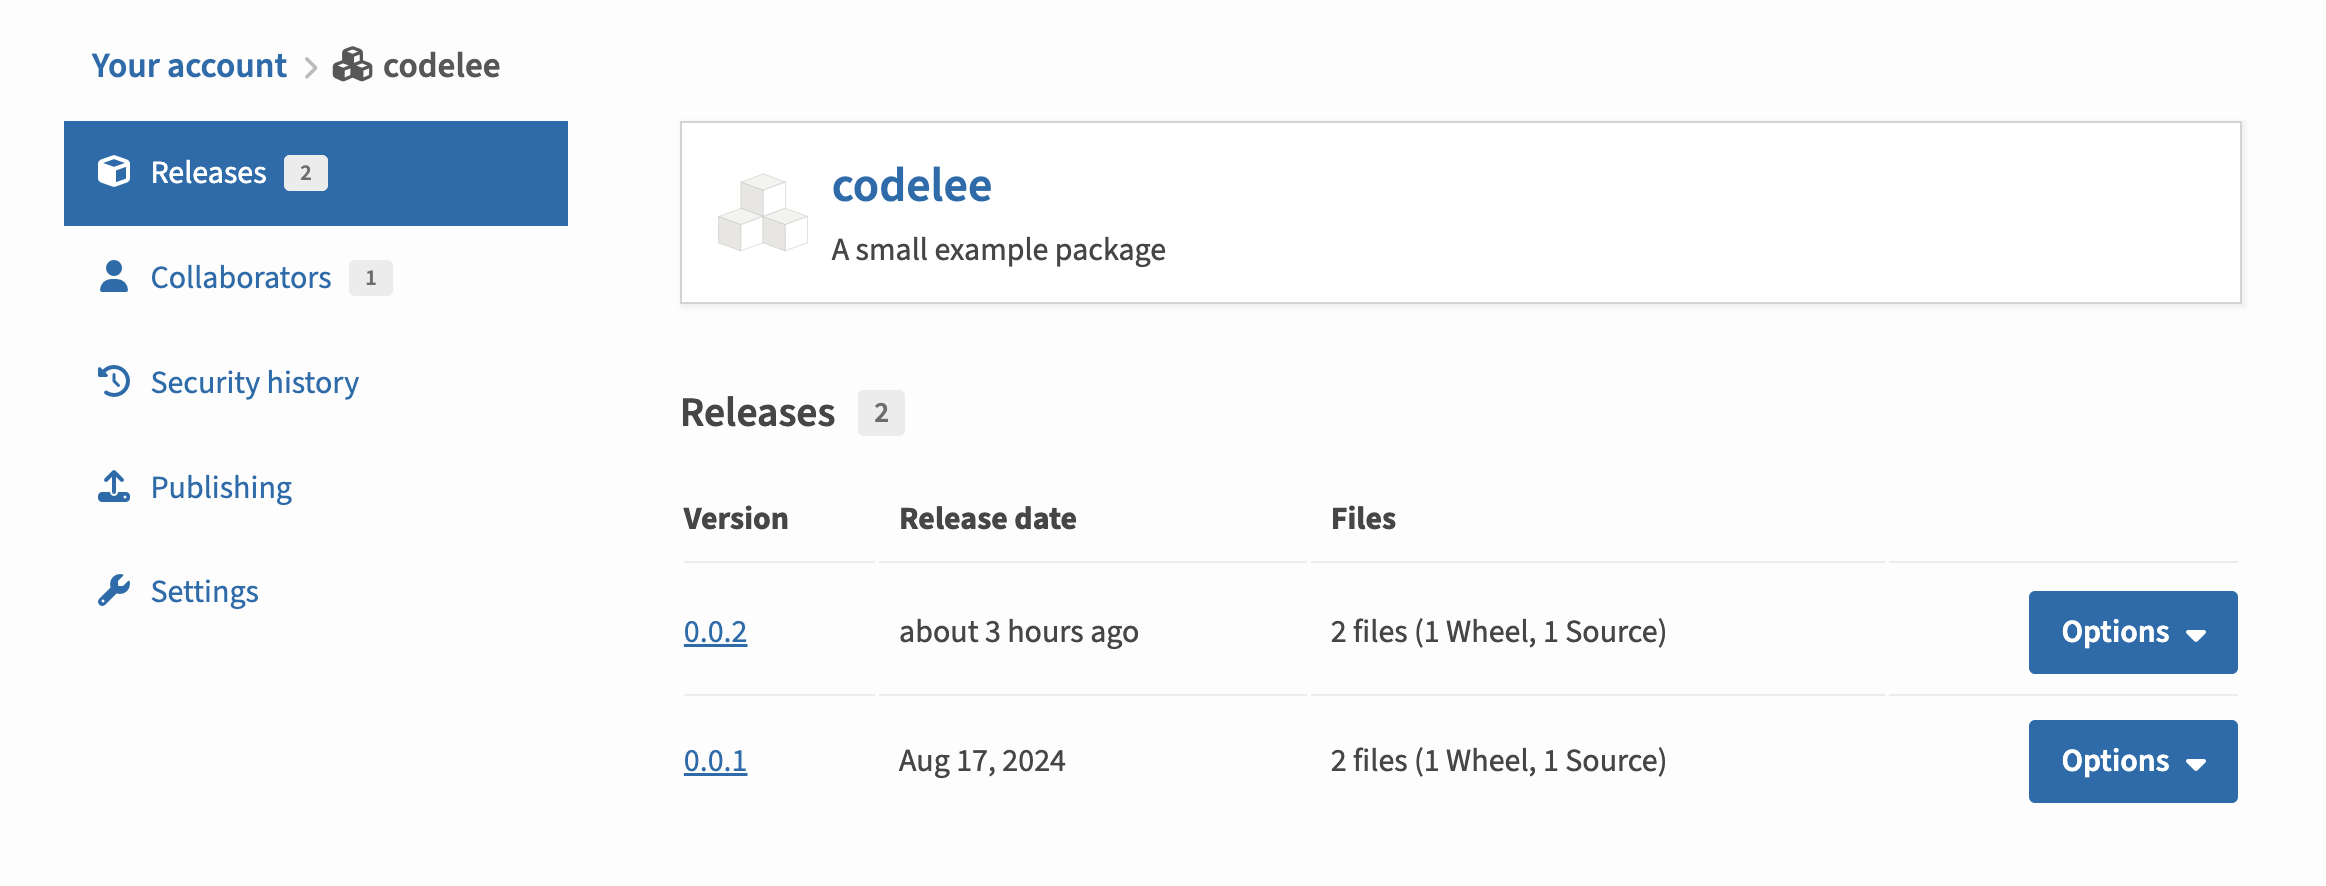 Your account > codelee
Releases 2
Collaborators 1
Security history
Publishing
Settings
codelee
A small example package
Releases 2
Version Release date Files
0.0.2 about 3 hours ago 2 files (1 Wheel, 1 Source) Options
0.0.1 Aug 17, 2024 2 files (1 Wheel, 1 Source) Options